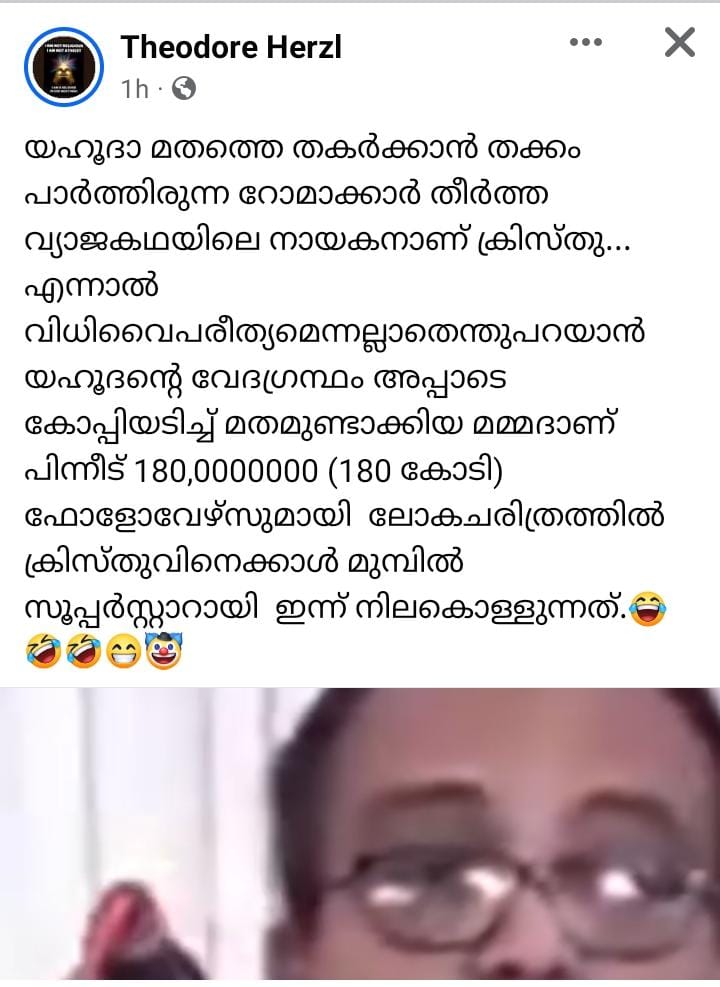 Theodore Herzl
1h ·
യഹൂദാ മതത്തെ തകർക്കാൻ തക്കം
പാർത്തിരുന്ന റോമാക്കാർ തീർത്ത
വ്യാജകഥയിലെ നായകനാണ് ക്രിസ്തു...
എന്നാൽ
വിധിവൈപരീത്യമെന്നല്ലാതെന്തുപറയാൻ
യഹൂദന്റെ വേദഗ്രന്ഥം അപ്പാടെ
കോപ്പിയടിച്ച് മതമുണ്ടാക്കിയ മമ്മദാണ്
പിന്നീട് 180,0000000 (180 കോടി)
ഫോളോവേഴ്സുമായി ലോകചരിത്രത്തിൽ
ക്രിസ്തുവിനെക്കാൾ മുമ്പിൽ
സൂപ്പർസ്റ്റാറായി ഇന്ന് നിലകൊള്ളുന്നത്.😂
🤣🤣😁🤡